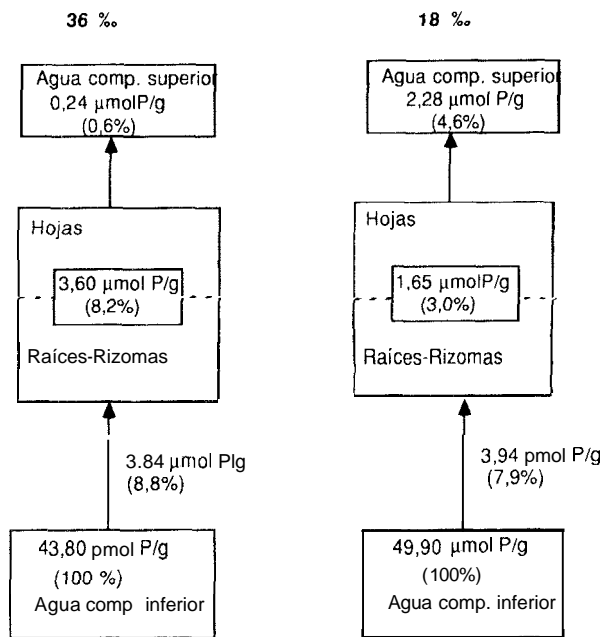 36 ‰
Agua comp. superior
0,24 µmolP/g
(0,6%)
Hojas
3,60 µmol P/g
(8,2%)
Raíces-Rizomas
3.84 µmol Plg
(8,8%)
43,80 pmol P/g
(100 %)
Agua comp inferior
18 ‰
Agua comp. superior
2,28 µmol P/g
(4,6%)
Hojas
1,65 µmolP/g
(3,0%)
Raíces-Rizomas
3,94 pmol P/g
(7,9%)
49,90 µmol P/g
(100%)
Agua comp. inferior